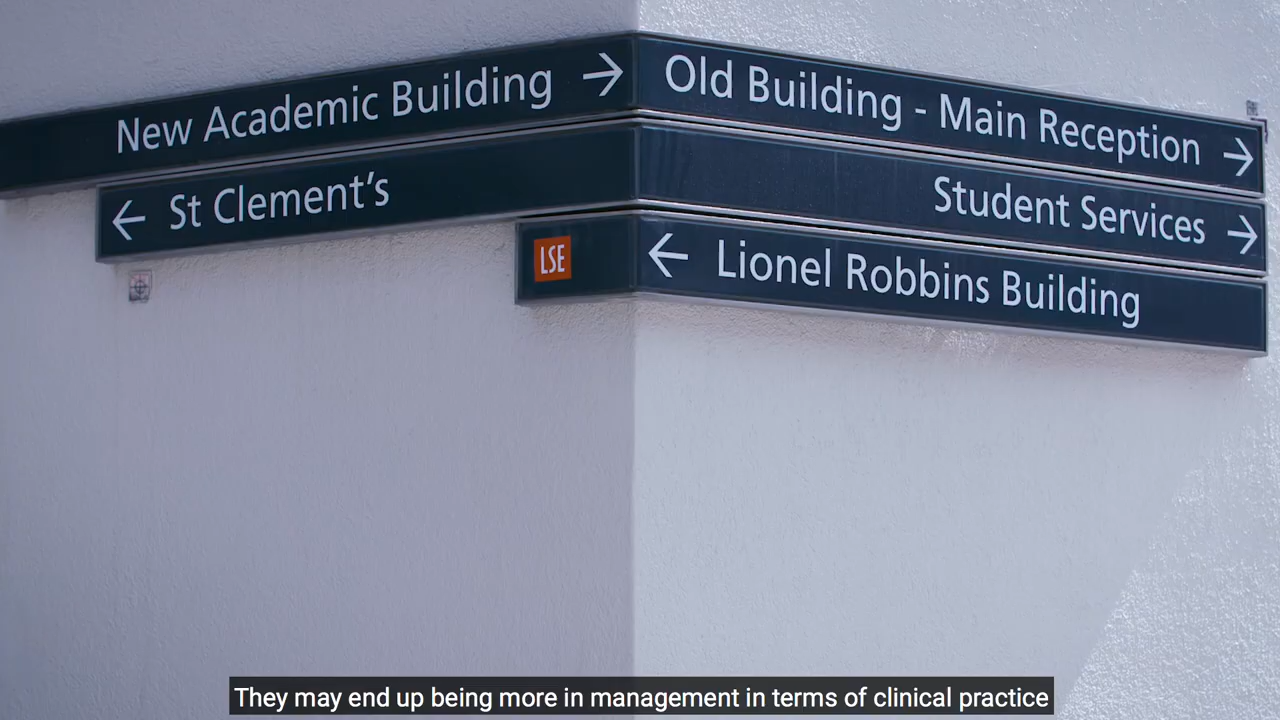 New Academic Building →
← St Clement's
LSE
Old Building - Main Reception →
Student Services →
← Lionel Robbins Building
They may end up being more in management in terms of clinical practice